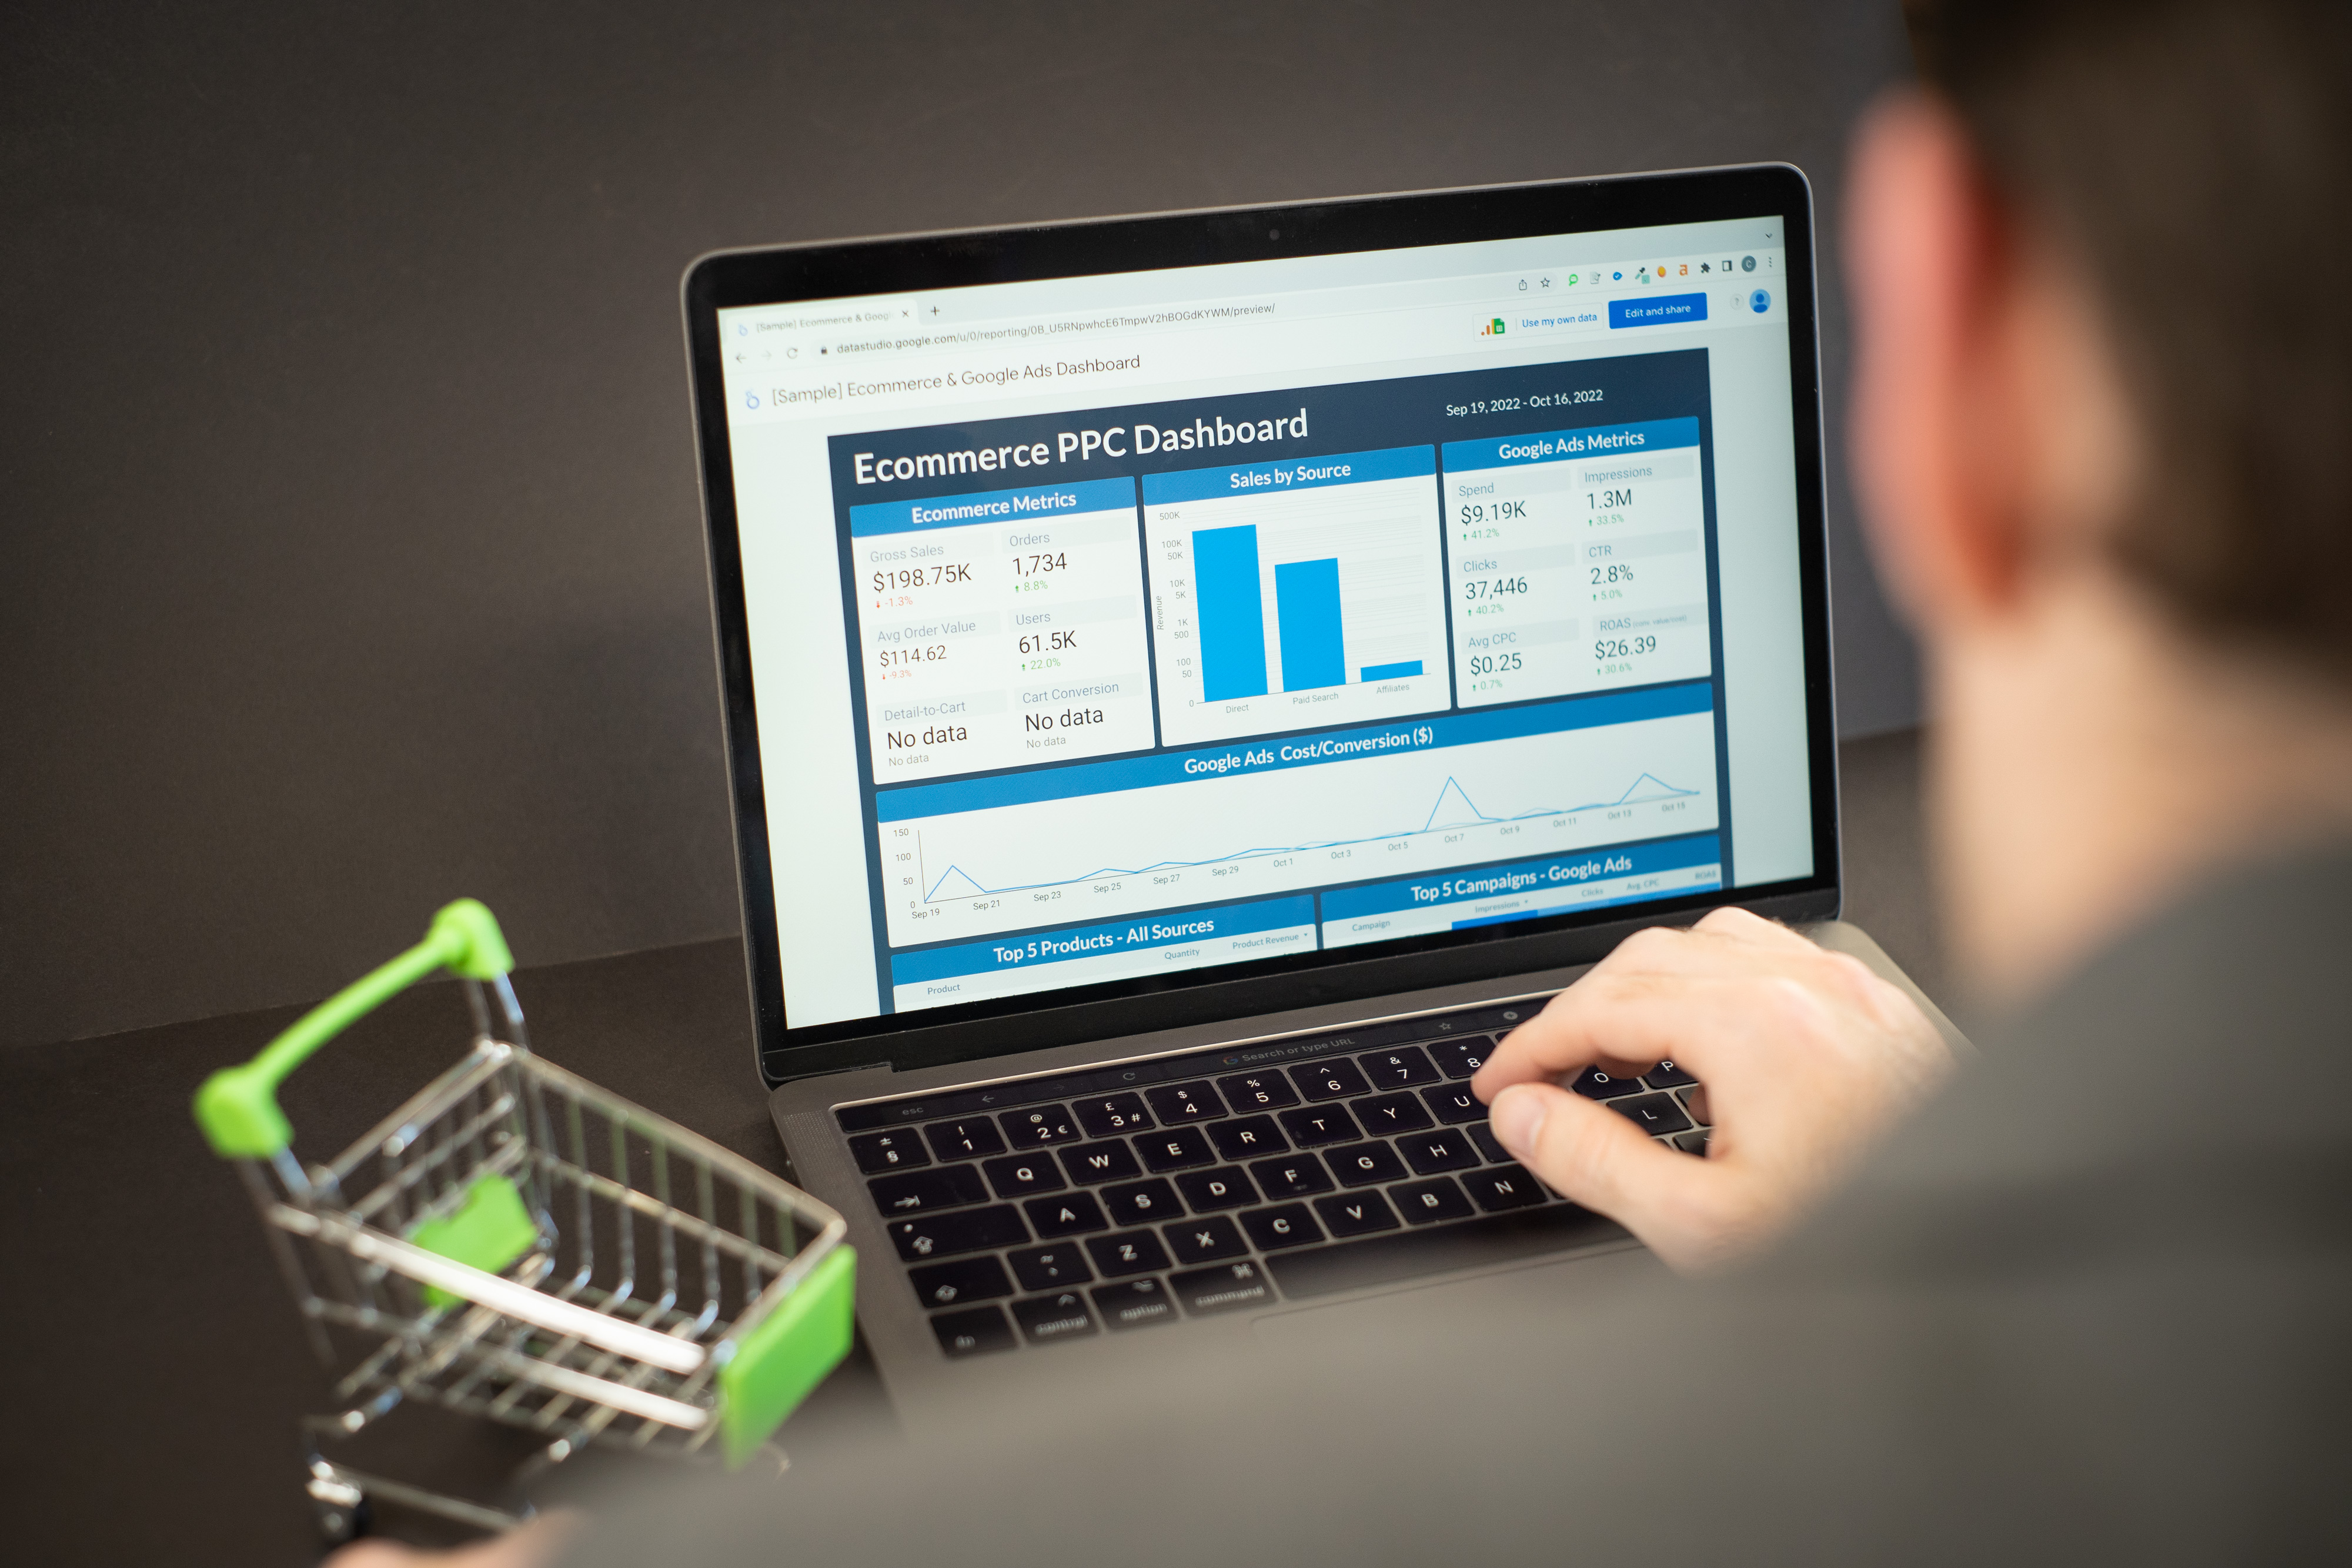 [Sample] Ecommerce & Goog
datastudio.google.com/u/0/reporting/0B_U5RNpwhcE6TmpwV2hBOGdKYWM/preview/
[Sample] Ecommerce & Google Ads Dashboard
Use my own data
Edit and share
Ecommerce PPC Dashboard
Sep 19, 2022 - Oct 16, 2022
Ecommerce Metrics
Gross Sales
$198.75K
-1.3%
Orders
1,734
8.8%
Avg Order Value
$114.62
-9.3%
Users
61.5K
22.0%
Detail-to-Cart
No data
No data
Cart Conversion
No data
No data
Sales by Source
Revenue
500K
100K
50K
10K
5K
1K
500
100
50
0
Direct
Paid Search
Affiliates
Google Ads Metrics
Spend
$9.19K
41.2%
Impressions
1.3M
33.5%
Clicks
37,446
40.2%
CTR
2.8%
5.0%
Avg CPC
$0.25
0.7%
ROAS
$26.39
30.6%
Google Ads Cost/Conversion ($)
150
100
50
0
Sep 19
Sep 21
Sep 23
Sep 25
Sep 27
Sep 29
Oct 1
Oct 3
Oct 5
Oct 7
Oct 9
Oct 11
Oct 13
Oct 15
Top 5 Products - All Sources
Product
Quantity
Product Revenue
Top 5 Campaigns - Google Ads
Campaign
Impressions
Clicks
Avg. CPC
ROAS
esc
Search or type URL
± § ! 1 @ 2 € £ 3 # $ 4 % 5 ^ 6 & 7 * 8
Q W E R T Y U O P
A S D F G H L
~ Z X C V B N
fn control option command